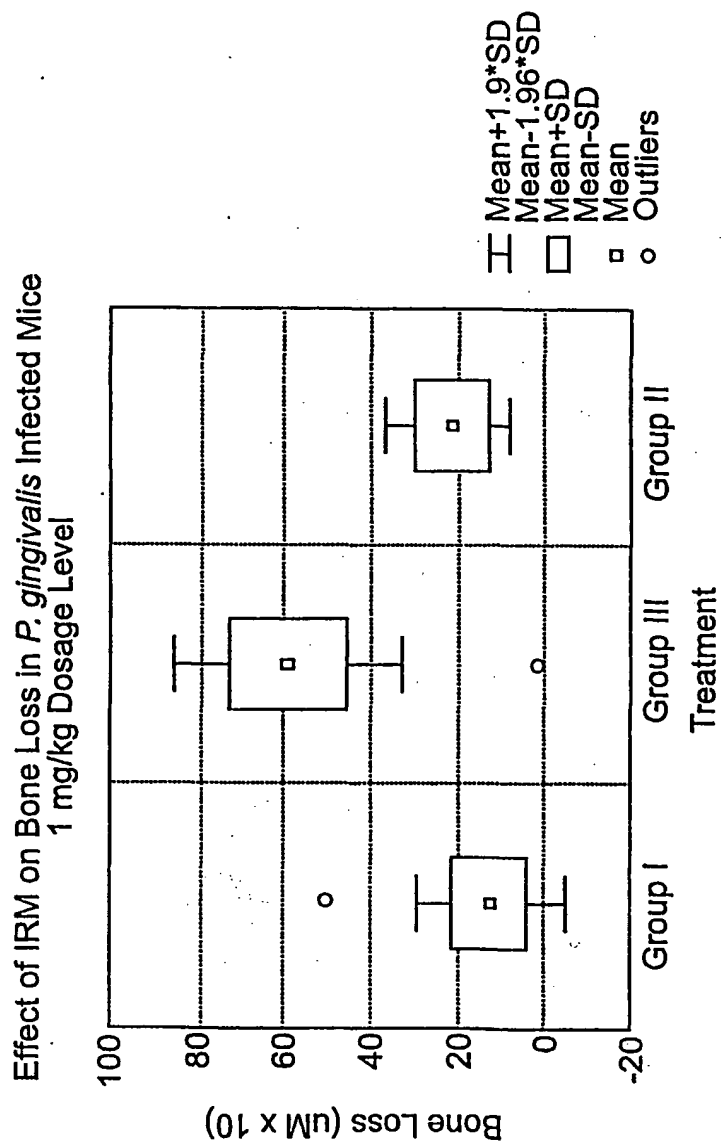 Effect of IRM on Bone Loss in P. gingivalis Infected Mice
1 mg/kg Dosage Level
Bone Loss (uM x 10)
100
80
60
40
20
0
-20
Group I
Group III
Group II
Treatment
Mean+1.9*SD
Mean-1.96*SD
Mean+SD
Mean-SD
Mean
Outliers